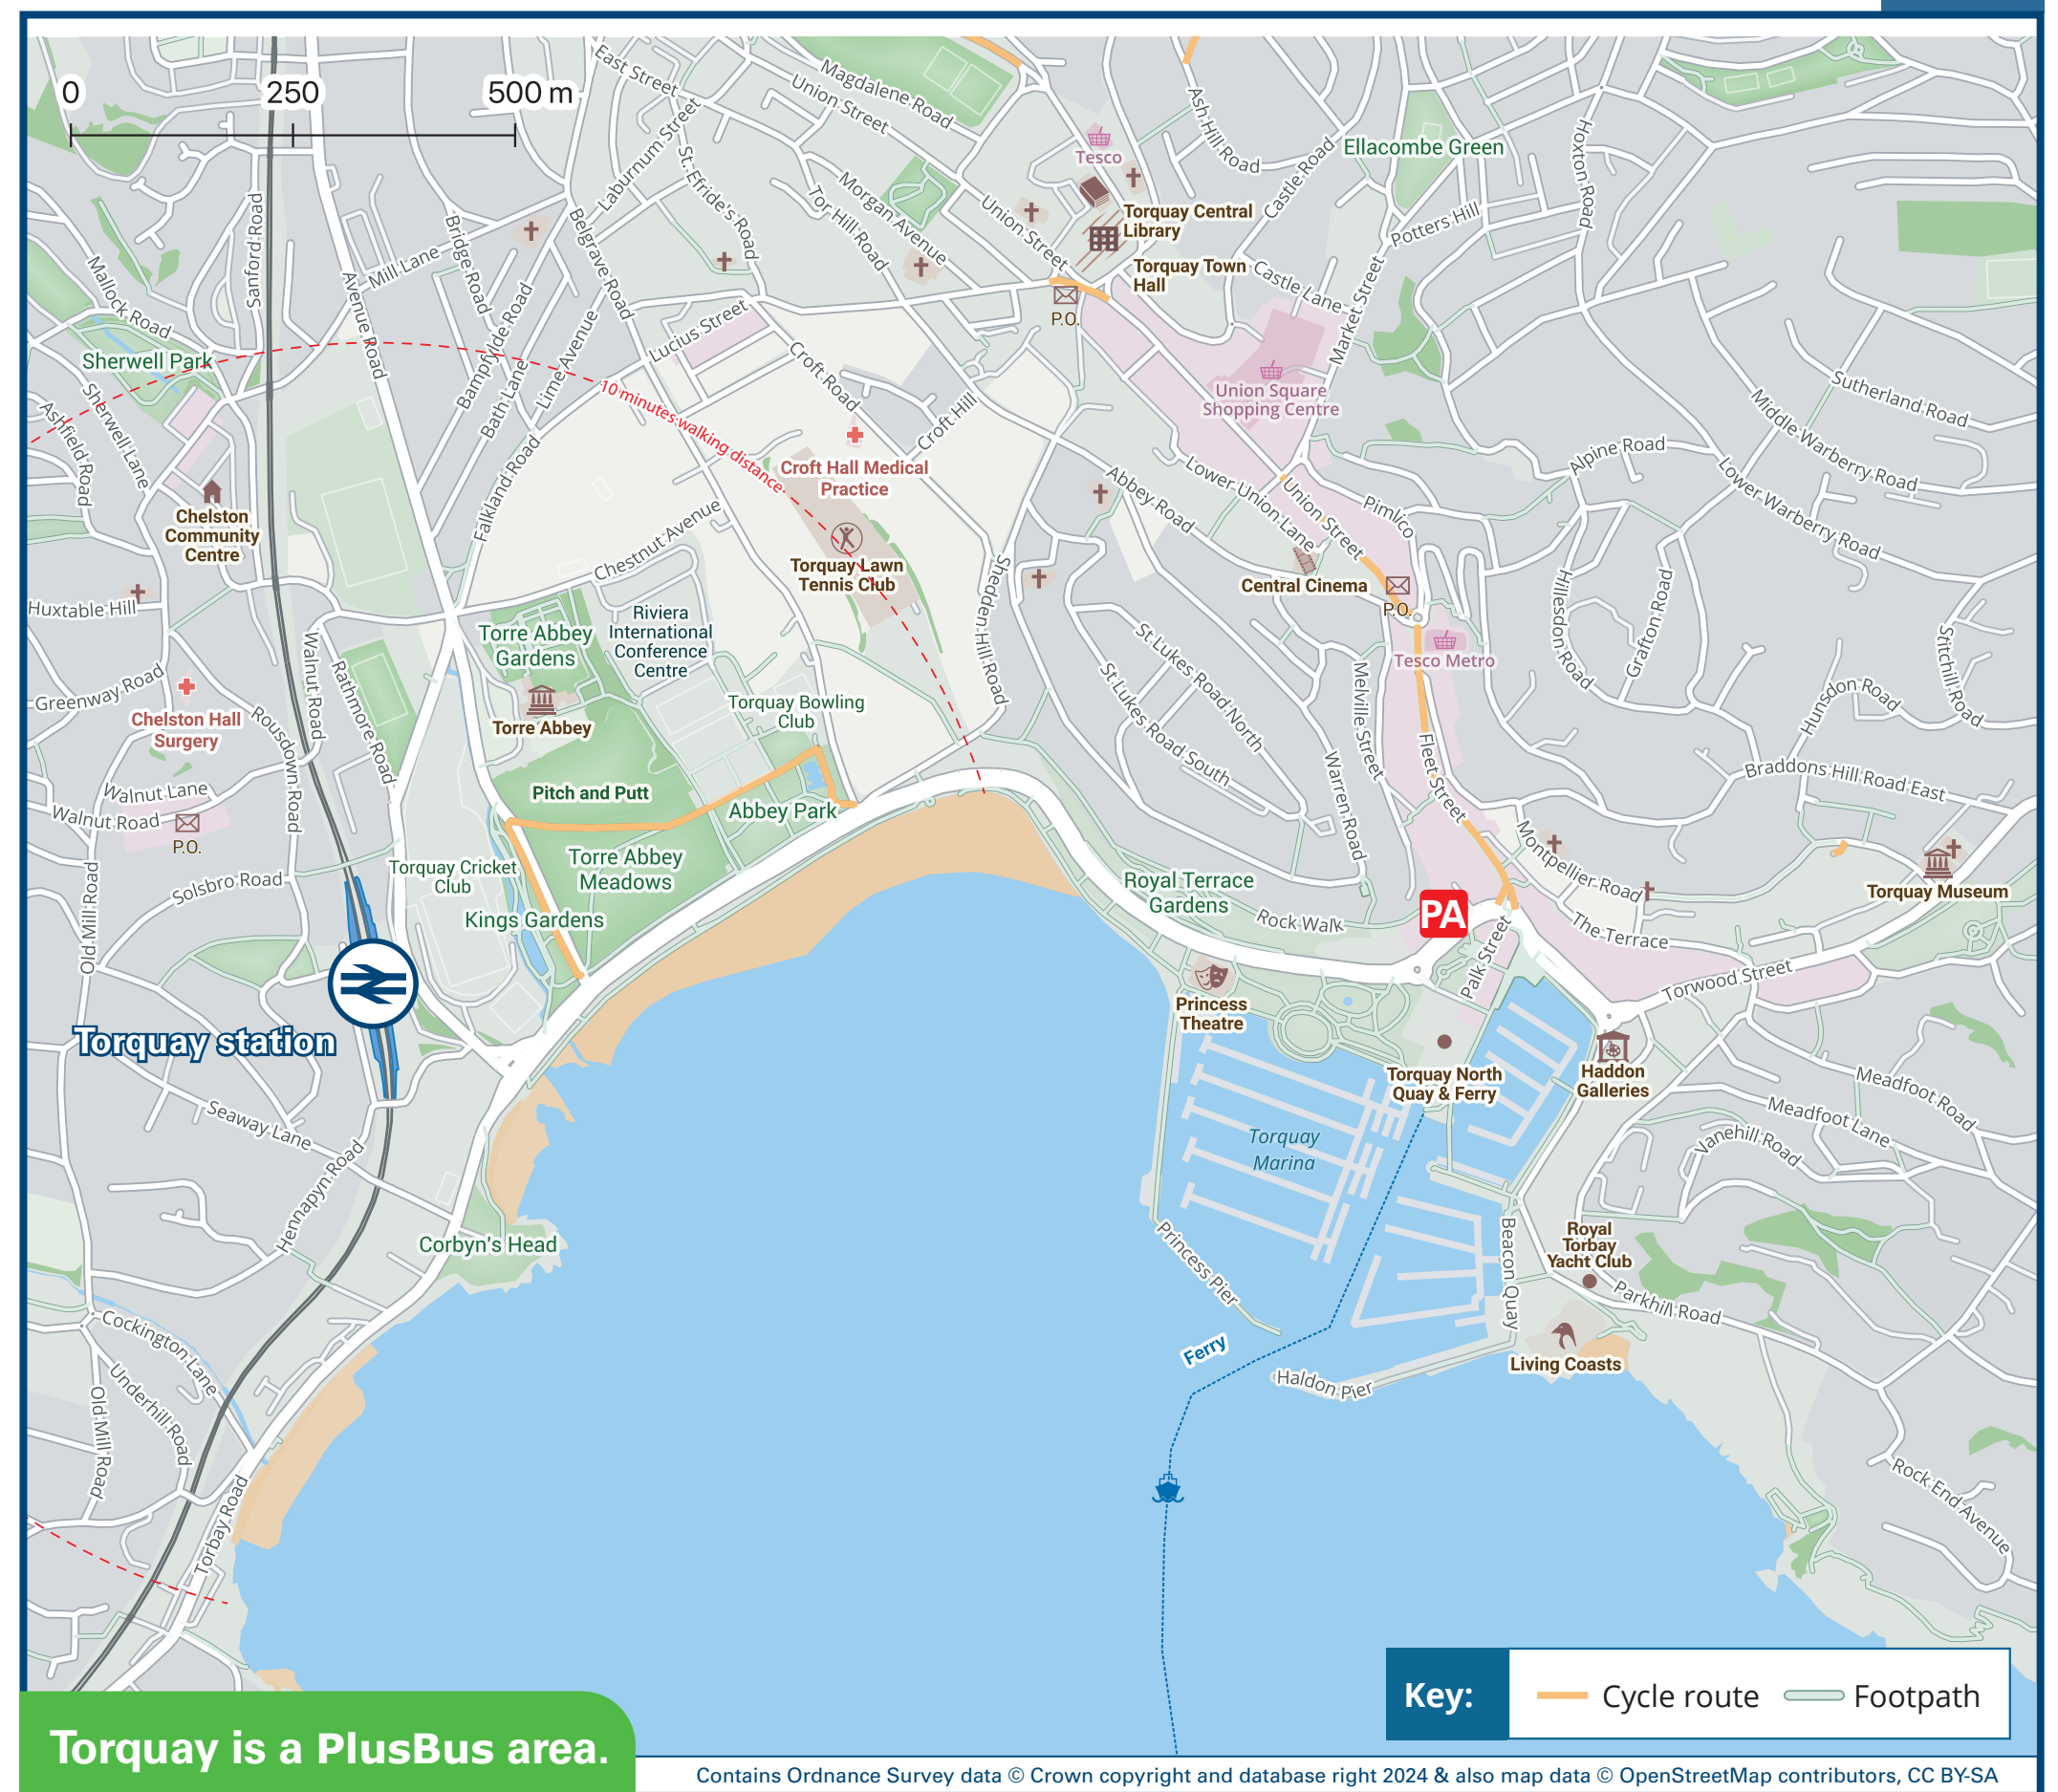 0 250 500 m
East Street
Magdalene Road
Union Street
Laburnum Street
St. Efride's Road
Ash Hill Road
Castle Road
Ellacombe Green
Hoxton Road
Tesco
Morgan Avenue
Tor Hill Road
Union Street
Torquay Central
Library
Torquay Town
Hall
P.O.
Castle Lane
Potters Hill
Market Street
Sanford Road
Mallock Road
Avenue Road
Mill Lane
Bridge Road
Belgrave Road
Bampfylde Road
Bath Lane
Lime Avenue
Lucius Street
Croft Road
Croft Hill
Sherwell Park
Sherwell Lane
Ashfield Road
10 minutes walking distance
Union Square
Shopping Centre
Sutherland Road
Middle Warberry Road
Lower Warberry Road
Alpine Road
Croft Hall Medical
Practice
Falkland Road
Chestnut Avenue
Chelston
Community
Centre
Torquay Lawn
Tennis Club
Abbey Road
Lower Union Lane
Union Street
Pimlico
Central Cinema
P.O.
Tesco Metro
Huxtable Hill
Walnut Road
Rathmore Road
Greenway Road
Chelston Hall
Surgery
Rousdown Road
Torre Abbey
Gardens
Riviera
International
Conference
Centre
Torre Abbey
Torquay Bowling
Club
Shedden Hill Road
St Lukes Road North
St Lukes Road South
Melville Street
Warren Road
Fleet Street
Hillesdon Road
Grafton Road
Stitchill Road
Hunsdon Road
Braddons Hill Road East
Walnut Lane
Walnut Road
P.O.
Solsbro Road
Old Mill Road
Pitch and Putt
Abbey Park
Torre Abbey
Meadows
Torquay Cricket
Club
Kings Gardens
Royal Terrace
Gardens
Rock Walk
PA
Montpellier Road
The Terrace
Torquay Museum
Palk Street
Torwood Street
Torquay station
Princess
Theatre
Torquay North
Quay & Ferry
Haddon
Galleries
Meadfoot Road
Meadfoot Lane
Vanehill Road
Seaway Lane
Hennapyn Road
Torquay
Marina
Corbyn's Head
Princess Pier
Beacon Quay
Royal
Torbay
Yacht Club
Parkhill Road
Cockington Lane
Underhill Road
Old Mill Road
Ferry
Haldon Pier
Living Coasts
Torbay Road
Rock End Avenue
Key: Cycle route Footpath
Torquay is a PlusBus area.
Contains Ordnance Survey data © Crown copyright and database right 2024 & also map data © OpenStreetMap contributors, CC BY-SA